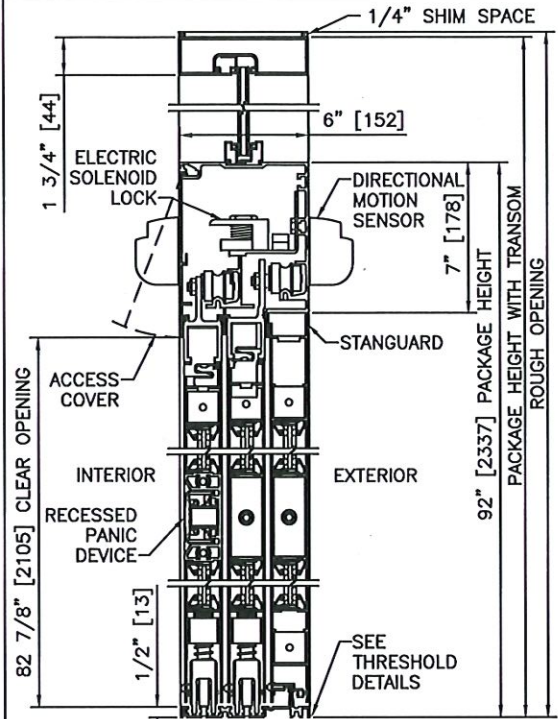 1/4" SHIM SPACE
1 3/4" [44]
6" [152]
ELECTRIC
SOLENOID
LOCK
DIRECTIONAL
MOTION
SENSOR
7" [178]
92" [2337] PACKAGE HEIGHT
PACKAGE HEIGHT WITH TRANSOM
ROUGH OPENING
STANGUARD
ACCESS
COVER
82 7/8" [2105] CLEAR OPENING
INTERIOR
EXTERIOR
RECESSED
PANIC
DEVICE
1/2" [13]
SEE
THRESHOLD
DETAILS